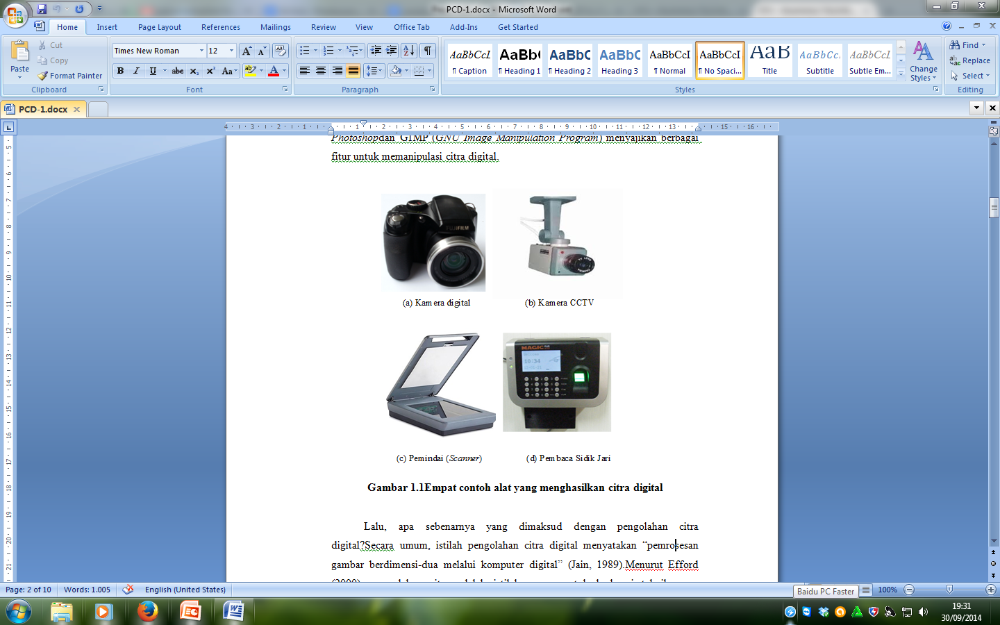 PCD-1.docx - Microsoft Word
Home Insert Page Layout References Mailings Review View Office Tab Add-Ins Get Started
Paste
Cut
Copy
Format Painter
Clipboard
Times New Roman 12
Font
Paragraph
AaBbCcI AaBb( AaBbC AaBbC AaBbCcI AaBbCcI AaB AaBbCc. AaBbCcI
¶ Caption ¶ Heading 1 ¶ Heading 2 Heading 3 ¶ Normal ¶ No Spaci... Title Subtitle Subtle Em...
Change Styles
Styles
Find
Replace
Select
Editing
PCD-1.docx
Photoshopdan GIMP (GNU Image Manipulation Program) menyajikan berbagai
fitur untuk memanipulasi citra digital.
FUJIFILM
(a) Kamera digital (b) Kamera CCTV
MAGIC
10:34
(c) Pemindai (Scanner) (d) Pembaca Sidik Jari
Gambar 1.1Empat contoh alat yang menghasilkan citra digital
Lalu, apa sebenarnya yang dimaksud dengan pengolahan citra
digital?Secara umum, istilah pengolahan citra digital menyatakan “pemrosesan
gambar berdimensi-dua melalui komputer digital” (Jain, 1989).Menurut Efford
Page: 2 of 10 Words: 1.005 English (United States) 100%
Baidu PC Faster
19:31
30/09/2014